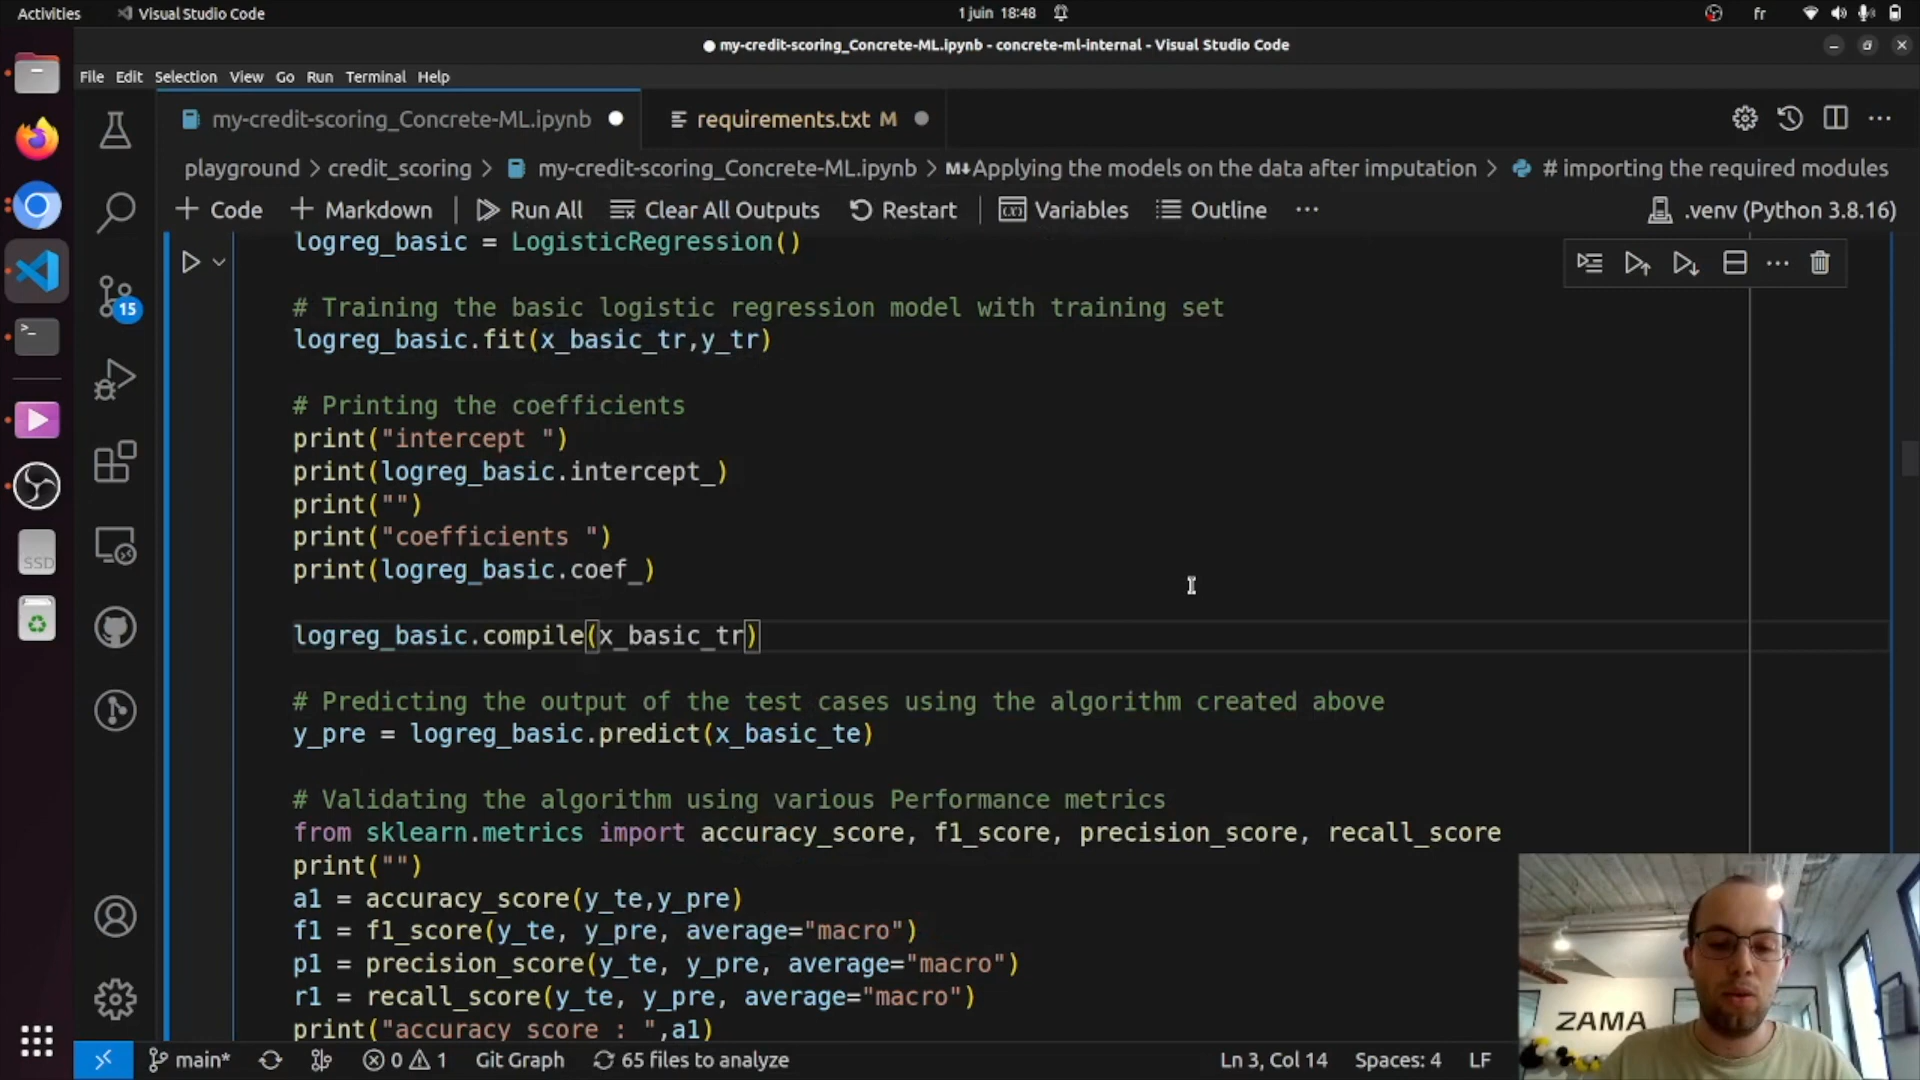 Activities
Visual Studio Code
1 juin 18:48
fr
my-credit-scoring_Concrete-ML.ipynb - concrete-ml-internal - Visual Studio Code
File Edit Selection View Go Run Terminal Help
my-credit-scoring_Concrete-ML.ipynb
requirements.txt M
playground > credit_scoring > my-credit-scoring_Concrete-ML.ipynb > M↓Applying the models on the data after imputation > # importing the required modules
+ Code + Markdown Run All Clear All Outputs Restart Variables Outline ··· .venv (Python 3.8.16)
logreg_basic = LogisticRegression()
# Training the basic logistic regression model with training set
logreg_basic.fit(x_basic_tr,y_tr)
# Printing the coefficients
print("intercept ")
print(logreg_basic.intercept_)
print("")
print("coefficients ")
print(logreg_basic.coef_)
logreg_basic.compile(x_basic_tr)
# Predicting the output of the test cases using the algorithm created above
y_pre = logreg_basic.predict(x_basic_te)
# Validating the algorithm using various Performance metrics
from sklearn.metrics import accuracy_score, f1_score, precision_score, recall_score
print("")
a1 = accuracy_score(y_te,y_pre)
f1 = f1_score(y_te, y_pre, average="macro")
p1 = precision_score(y_te, y_pre, average="macro")
r1 = recall_score(y_te, y_pre, average="macro")
print("accuracy score : ",a1)
15
SSD
ZAMA
main* 0 1 Git Graph 65 files to analyze
Ln 3, Col 14 Spaces: 4 LF